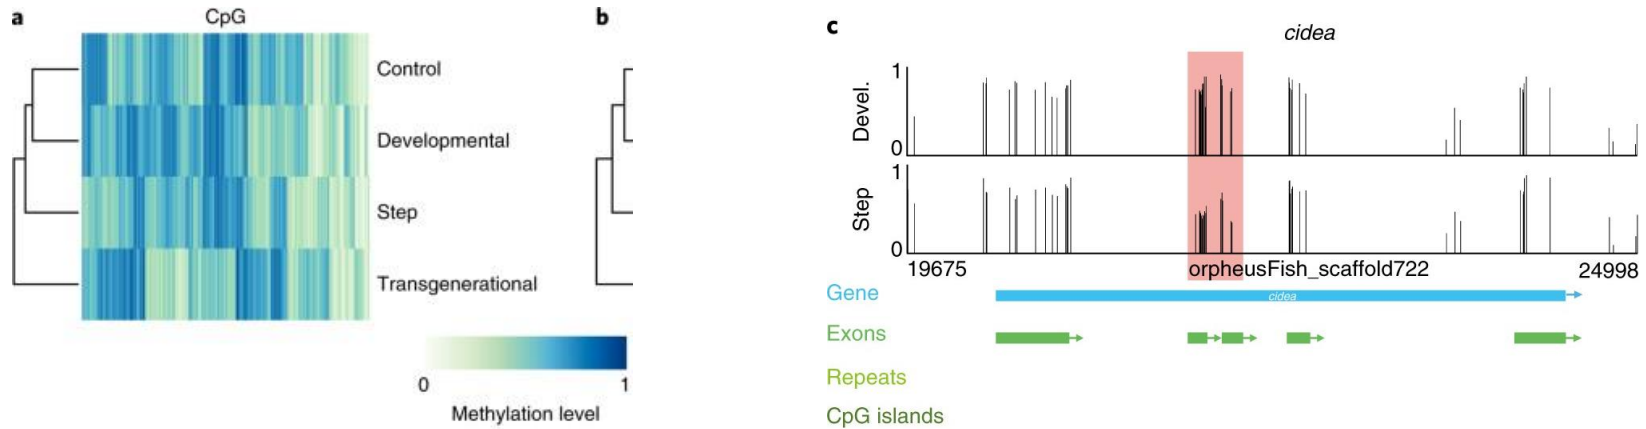 a
CpG
Control
Developmental
Step
Transgenerational
0 1
Methylation level
b
c
cidea
Devel.
1
0
Step
1
0
19675 orpheusFish_scaffold722 24998
Gene
cidea
Exons
Repeats
CpG islands